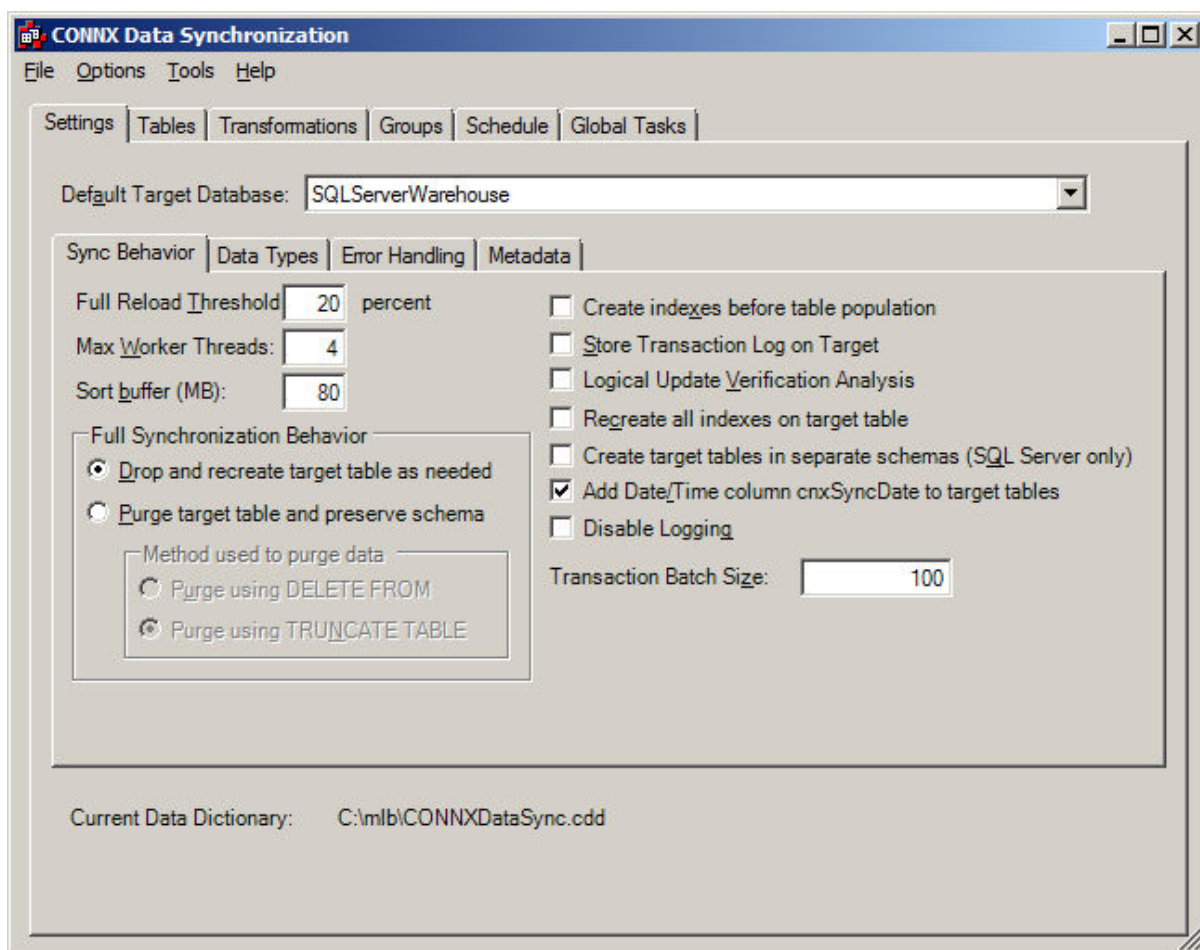 CONNX Data Synchronization
File Options Tools Help
Settings Tables Transformations Groups Schedule Global Tasks
Default Target Database: SQLServerWarehouse
Sync Behavior Data Types Error Handling Metadata
Full Reload Threshold 20 percent
Max Worker Threads: 4
Sort buffer (MB): 80
Full Synchronization Behavior
Drop and recreate target table as needed
Purge target table and preserve schema
Method used to purge data
Purge using DELETE FROM
Purge using TRUNCATE TABLE
Create indexes before table population
Store Transaction Log on Target
Logical Update Verification Analysis
Recreate all indexes on target table
Create target tables in separate schemas (SQL Server only)
Add Date/Time column cnxSyncDate to target tables
Disable Logging
Transaction Batch Size: 100
Current Data Dictionary: C:\mlb\CONNXDataSync.cdd